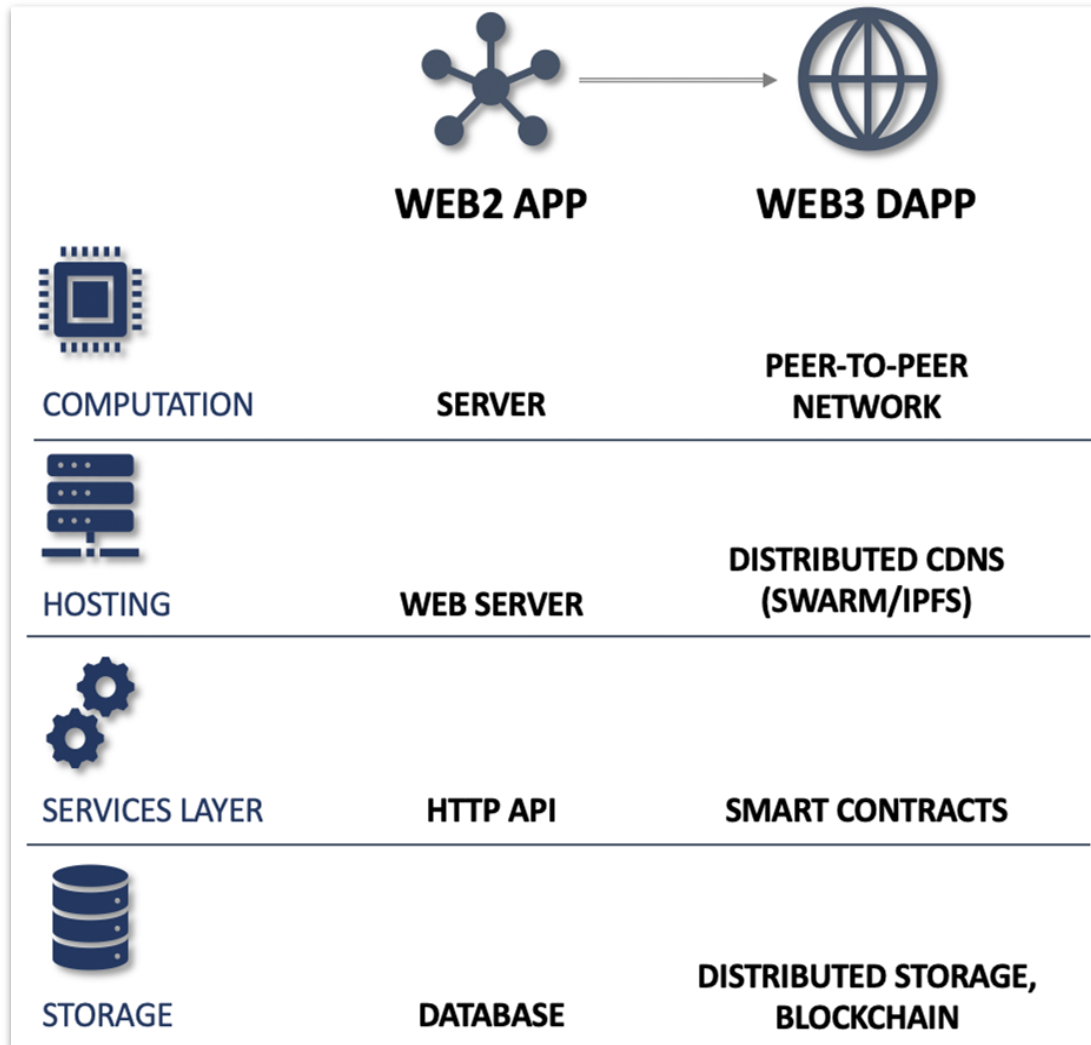 WEB2 APP
WEB3 DAPP
COMPUTATION
SERVER
PEER-TO-PEER
NETWORK
HOSTING
WEB SERVER
DISTRIBUTED CDNS
(SWARM/IPFS)
SERVICES LAYER
HTTP API
SMART CONTRACTS
STORAGE
DATABASE
DISTRIBUTED STORAGE,
BLOCKCHAIN